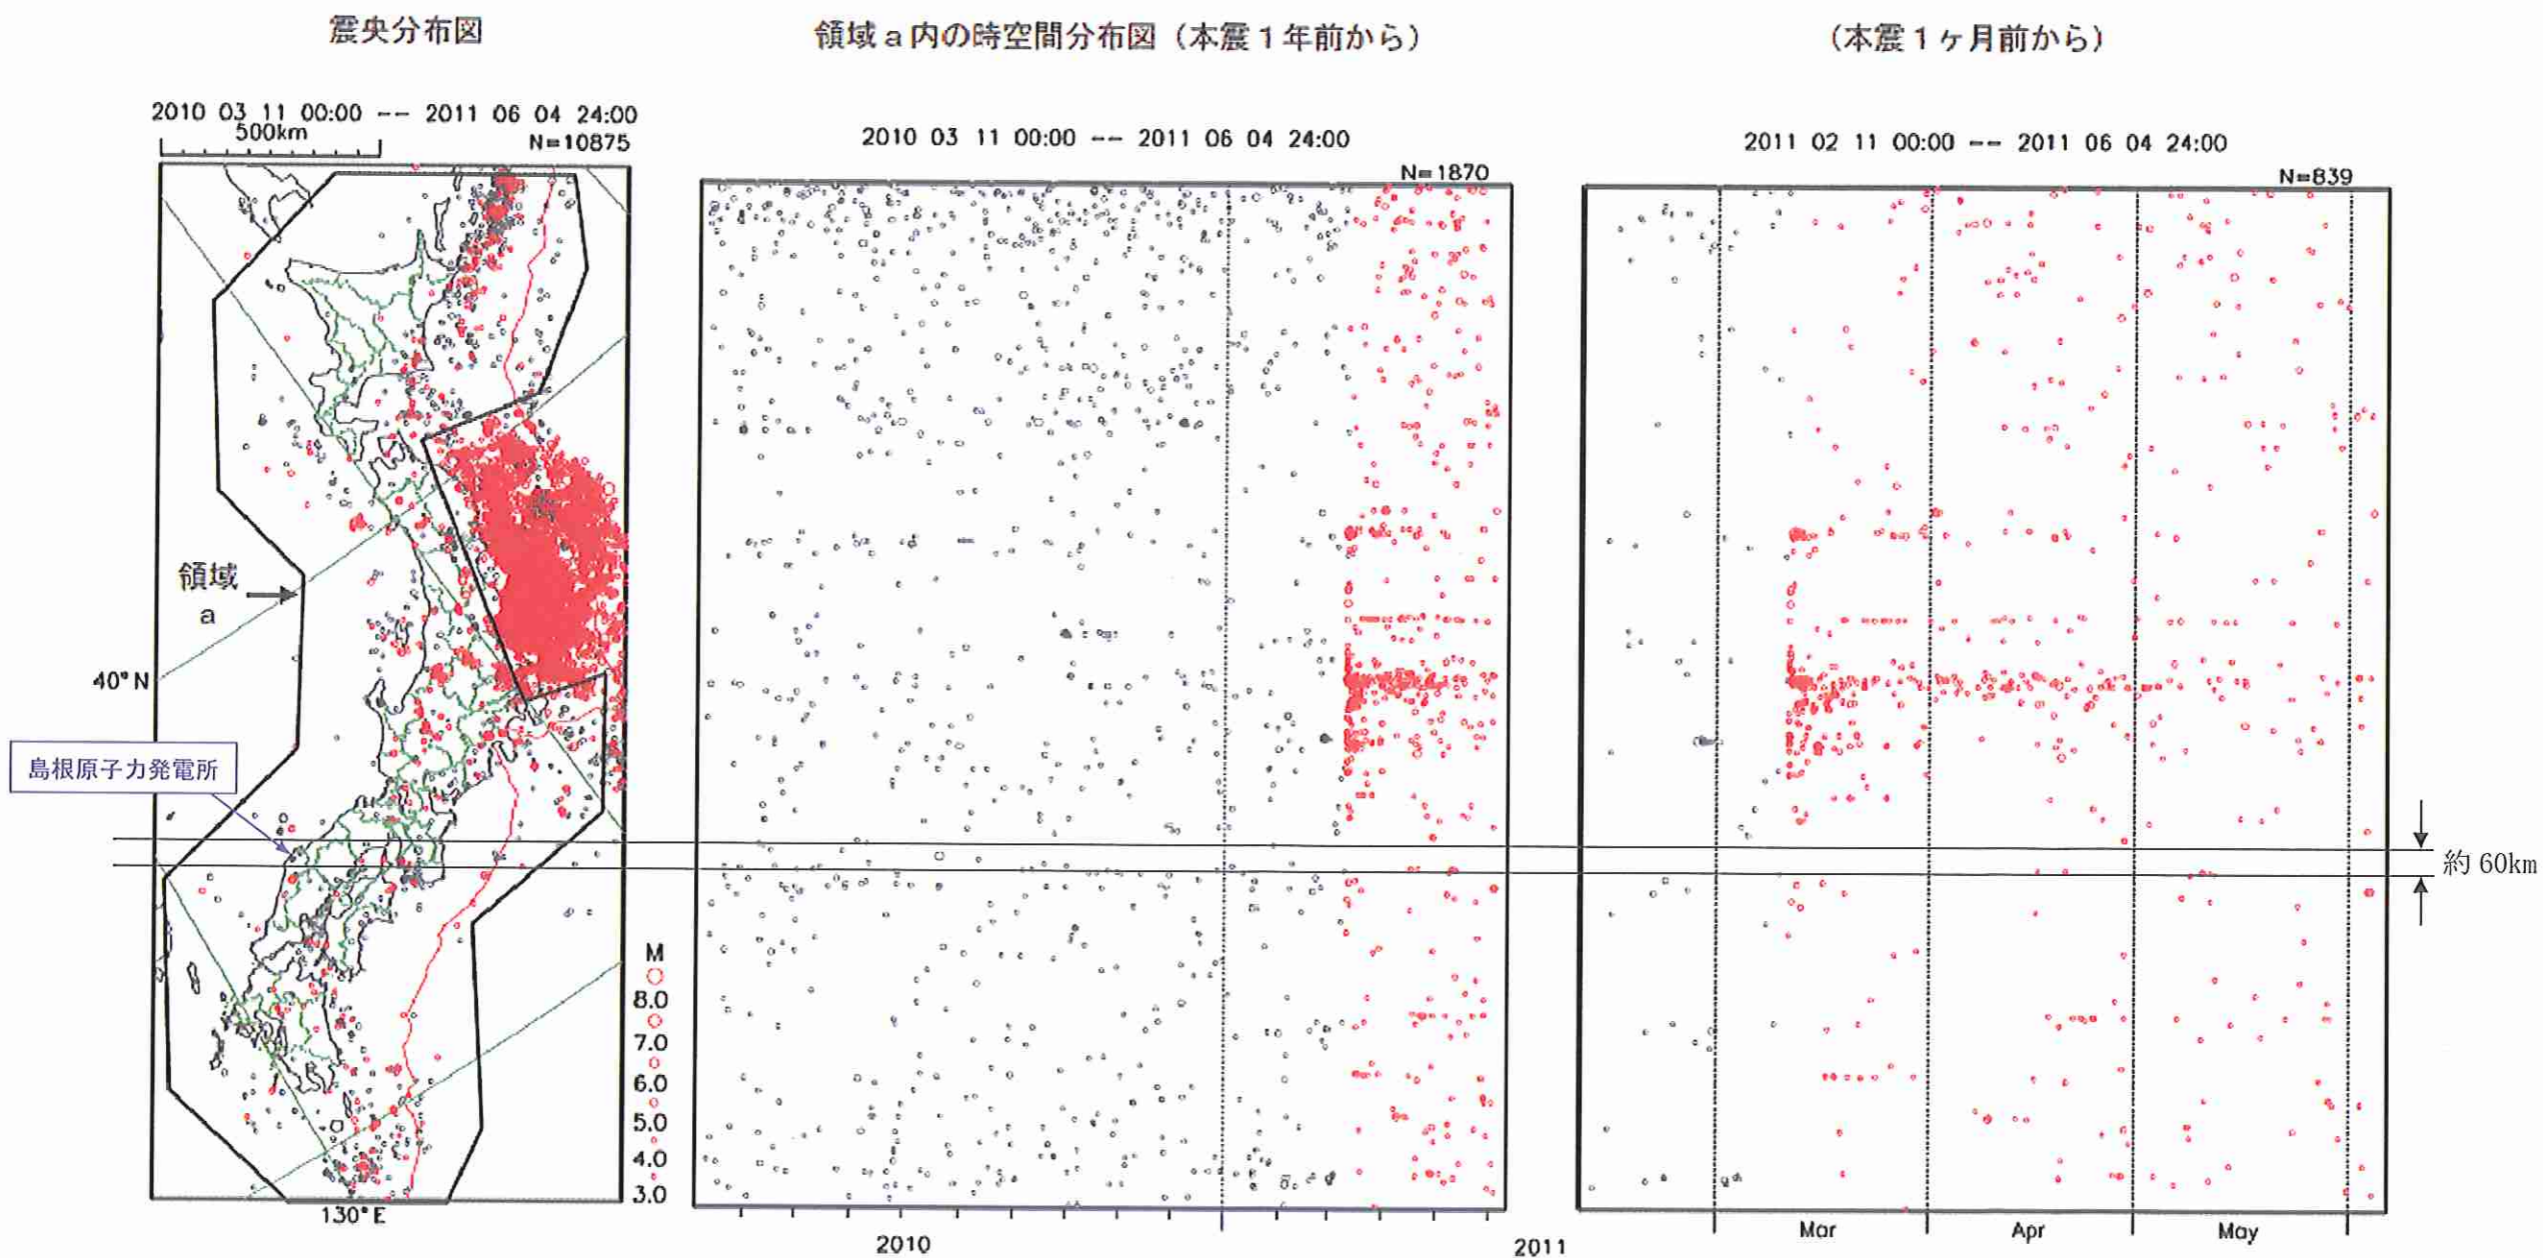 震央分布図
領域a内の時空間分布図(本震1年前から)
(本震1ヶ月前から)
2010 03 11 00:00 -- 2011 06 04 24:00
500km
N=10875
2010 03 11 00:00 -- 2011 06 04 24:00
N=1870
2011 02 11 00:00 -- 2011 06 04 24:00
N=839
領域
a
40°N
島根原子力発電所
約60km
M
8.0
7.0
6.0
5.0
4.0
3.0
130°E
2010
2011
Mar
Apr
May